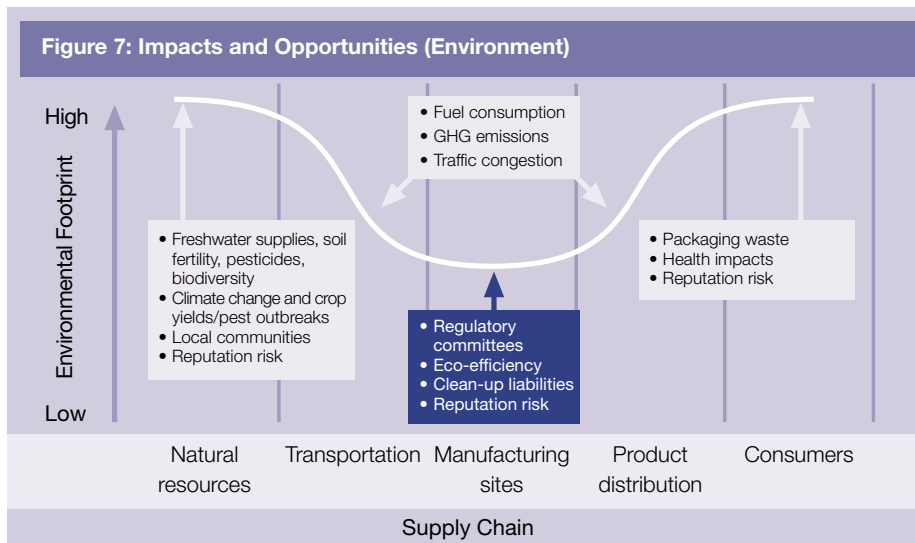 Figure 7: Impacts and Opportunities (Environment)
High
Environmental Footprint
Low
• Freshwater supplies, soil
fertility, pesticides,
biodiversity
• Climate change and crop
yields/pest outbreaks
• Local communities
• Reputation risk
• Fuel consumption
• GHG emissions
• Traffic congestion
• Regulatory
committees
• Eco-efficiency
• Clean-up liabilities
• Reputation risk
• Packaging waste
• Health impacts
• Reputation risk
Natural
resources
Transportation
Manufacturing
sites
Product
distribution
Consumers
Supply Chain